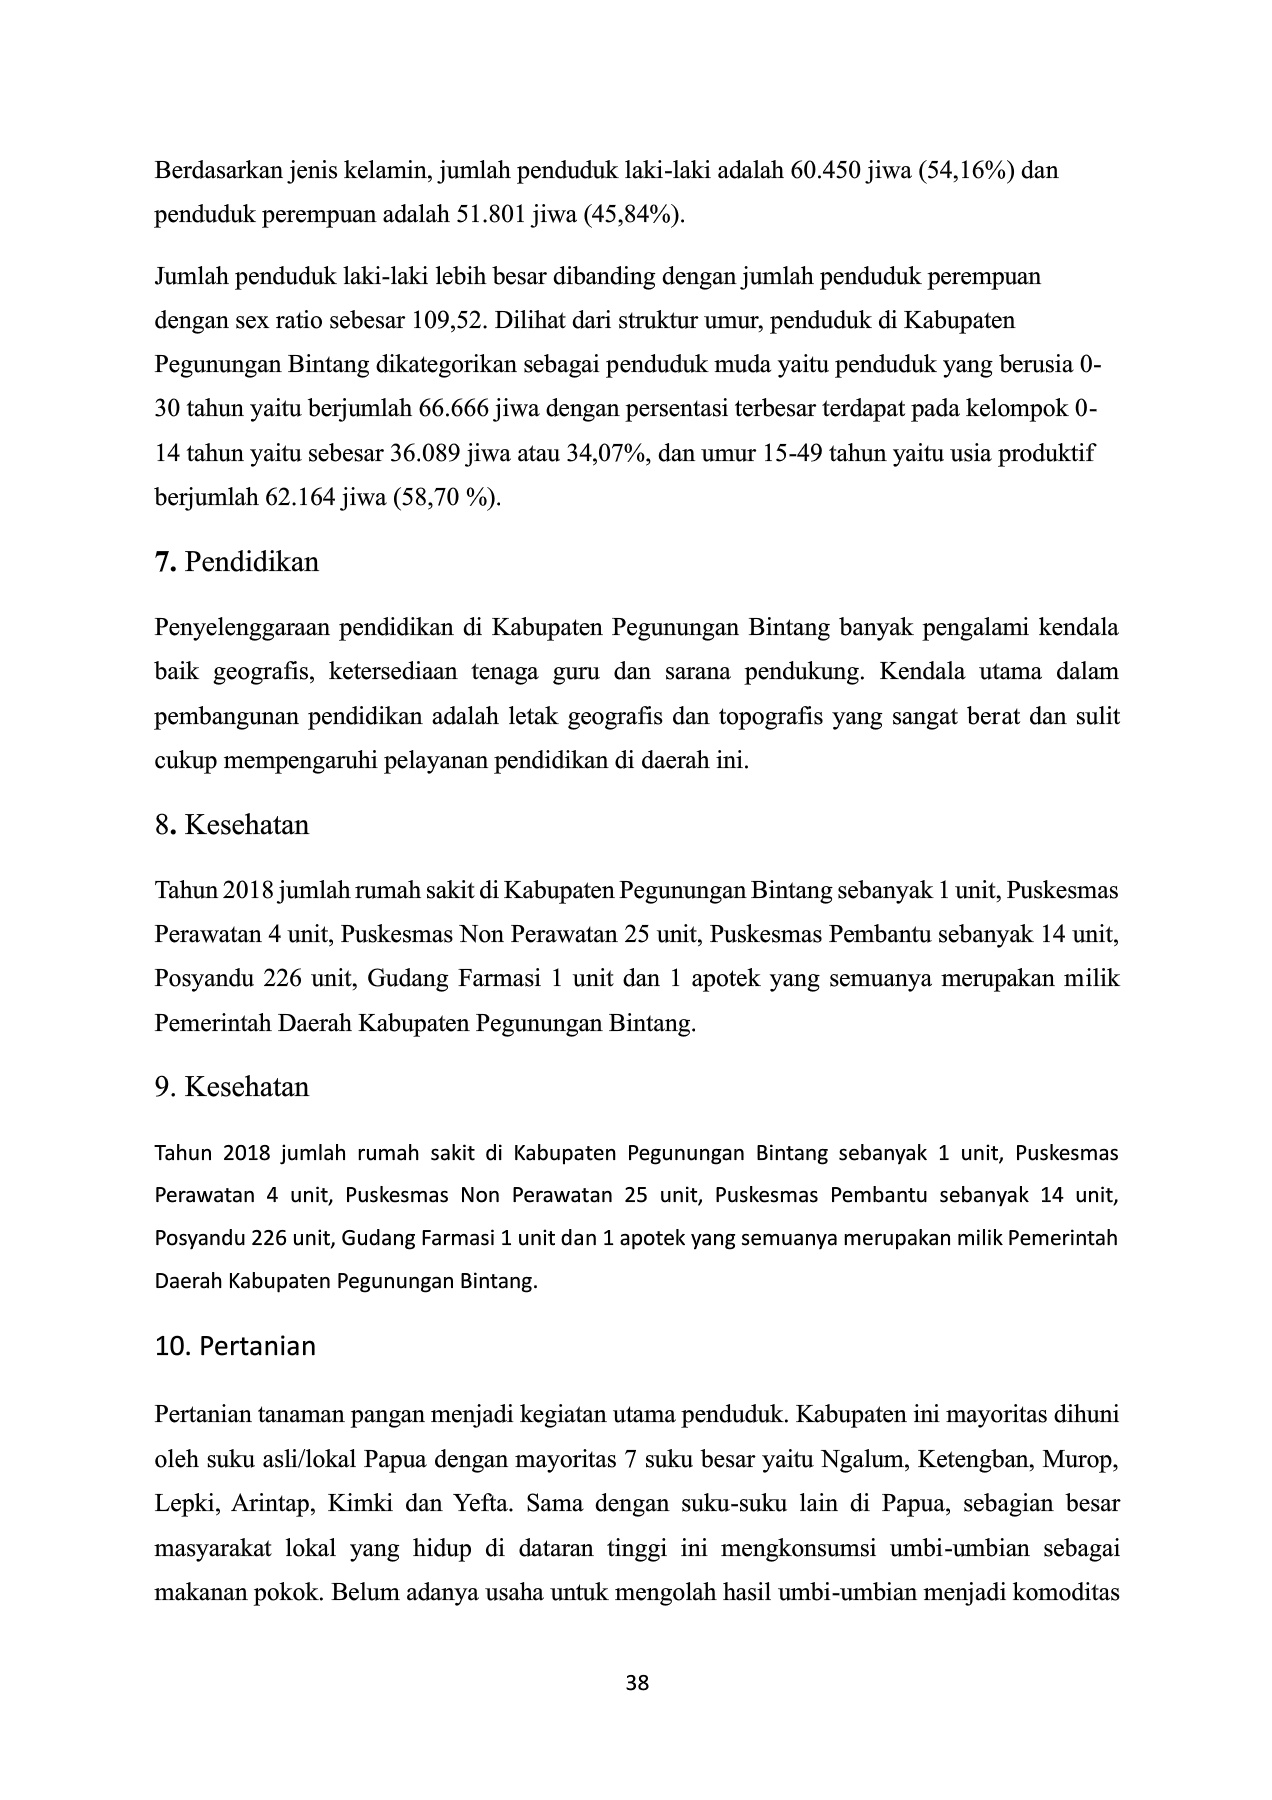 Berdasarkan jenis kelamin, jumlah penduduk laki-laki adalah 60.450 jiwa (54,16%) dan
penduduk perempuan adalah 51.801 jiwa (45,84%).
Jumlah penduduk laki-laki lebih besar dibanding dengan jumlah penduduk perempuan
dengan sex ratio sebesar 109,52. Dilihat dari struktur umur, penduduk di Kabupaten
Pegunungan Bintang dikategorikan sebagai penduduk muda yaitu penduduk yang berusia 0-
30 tahun yaitu berjumlah 66.666 jiwa dengan persentasi terbesar terdapat pada kelompok 0-
14 tahun yaitu sebesar 36.089 jiwa atau 34,07%, dan umur 15-49 tahun yaitu usia produktif
berjumlah 62.164 jiwa (58,70 %).
7. Pendidikan
Penyelenggaraan pendidikan di Kabupaten Pegunungan Bintang banyak pengalami kendala
baik geografis, ketersediaan tenaga guru dan sarana pendukung. Kendala utama dalam
pembangunan pendidikan adalah letak geografis dan topografis yang sangat berat dan sulit
cukup mempengaruhi pelayanan pendidikan di daerah ini.
8. Kesehatan
Tahun 2018 jumlah rumah sakit di Kabupaten Pegunungan Bintang sebanyak 1 unit, Puskesmas
Perawatan 4 unit, Puskesmas Non Perawatan 25 unit, Puskesmas Pembantu sebanyak 14 unit,
Posyandu 226 unit, Gudang Farmasi 1 unit dan 1 apotek yang semuanya merupakan milik
Pemerintah Daerah Kabupaten Pegunungan Bintang.
9. Kesehatan
Tahun 2018 jumlah rumah sakit di Kabupaten Pegunungan Bintang sebanyak 1 unit, Puskesmas
Perawatan 4 unit, Puskesmas Non Perawatan 25 unit, Puskesmas Pembantu sebanyak 14 unit,
Posyandu 226 unit, Gudang Farmasi 1 unit dan 1 apotek yang semuanya merupakan milik Pemerintah
Daerah Kabupaten Pegunungan Bintang.
10. Pertanian
Pertanian tanaman pangan menjadi kegiatan utama penduduk. Kabupaten ini mayoritas dihuni
oleh suku asli/lokal Papua dengan mayoritas 7 suku besar yaitu Ngalum, Ketengban, Murop,
Lepki, Arintap, Kimki dan Yefta. Sama dengan suku-suku lain di Papua, sebagian besar
masyarakat lokal yang hidup di dataran tinggi ini mengkonsumsi umbi-umbian sebagai
makanan pokok. Belum adanya usaha untuk mengolah hasil umbi-umbian menjadi komoditas
38